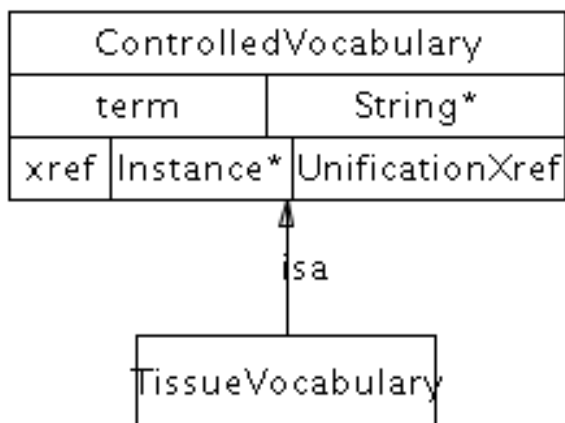 ControlledVocabulary
term String*
xref Instance* UnificationXref
isa
TissueVocabulary